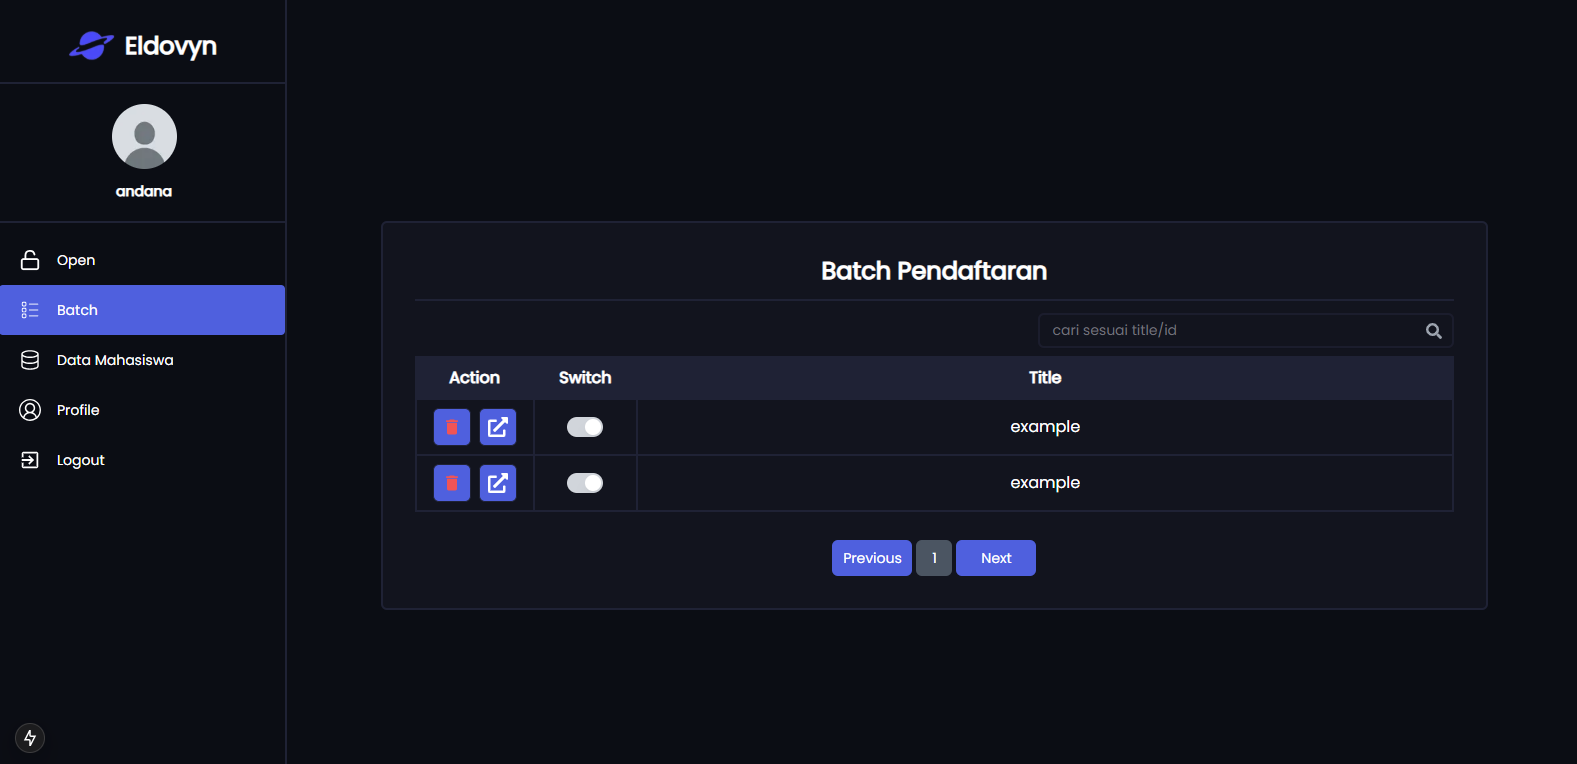 Eldovyn
andana
Open
Batch
Data Mahasiswa
Profile
Logout
Batch Pendaftaran
cari sesuai title/id
Action Switch Title
example
example
Previous 1 Next